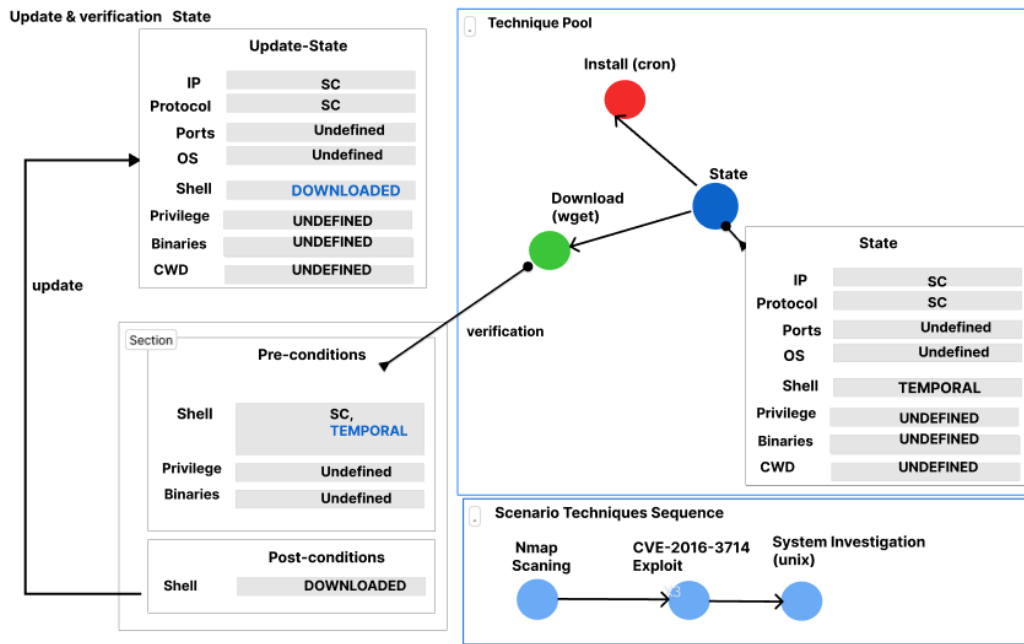 Update & verification State
Update-State
IP SC
Protocol SC
Ports Undefined
OS Undefined
Shell DOWNLOADED
Privilege UNDEFINED
Binaries UNDEFINED
CWD UNDEFINED
update
Section
Pre-conditions
Shell SC,
TEMPORAL
Privilege Undefined
Binaries Undefined
Post-conditions
Shell DOWNLOADED
verification
Technique Pool
Install (cron)
State
Download
(wget)
State
IP SC
Protocol SC
Ports Undefined
OS Undefined
Shell TEMPORAL
Privilege UNDEFINED
Binaries UNDEFINED
CWD UNDEFINED
Scenario Techniques Sequence
Nmap
Scaning
CVE-2016-3714
Exploit
System Investigation
(unix)